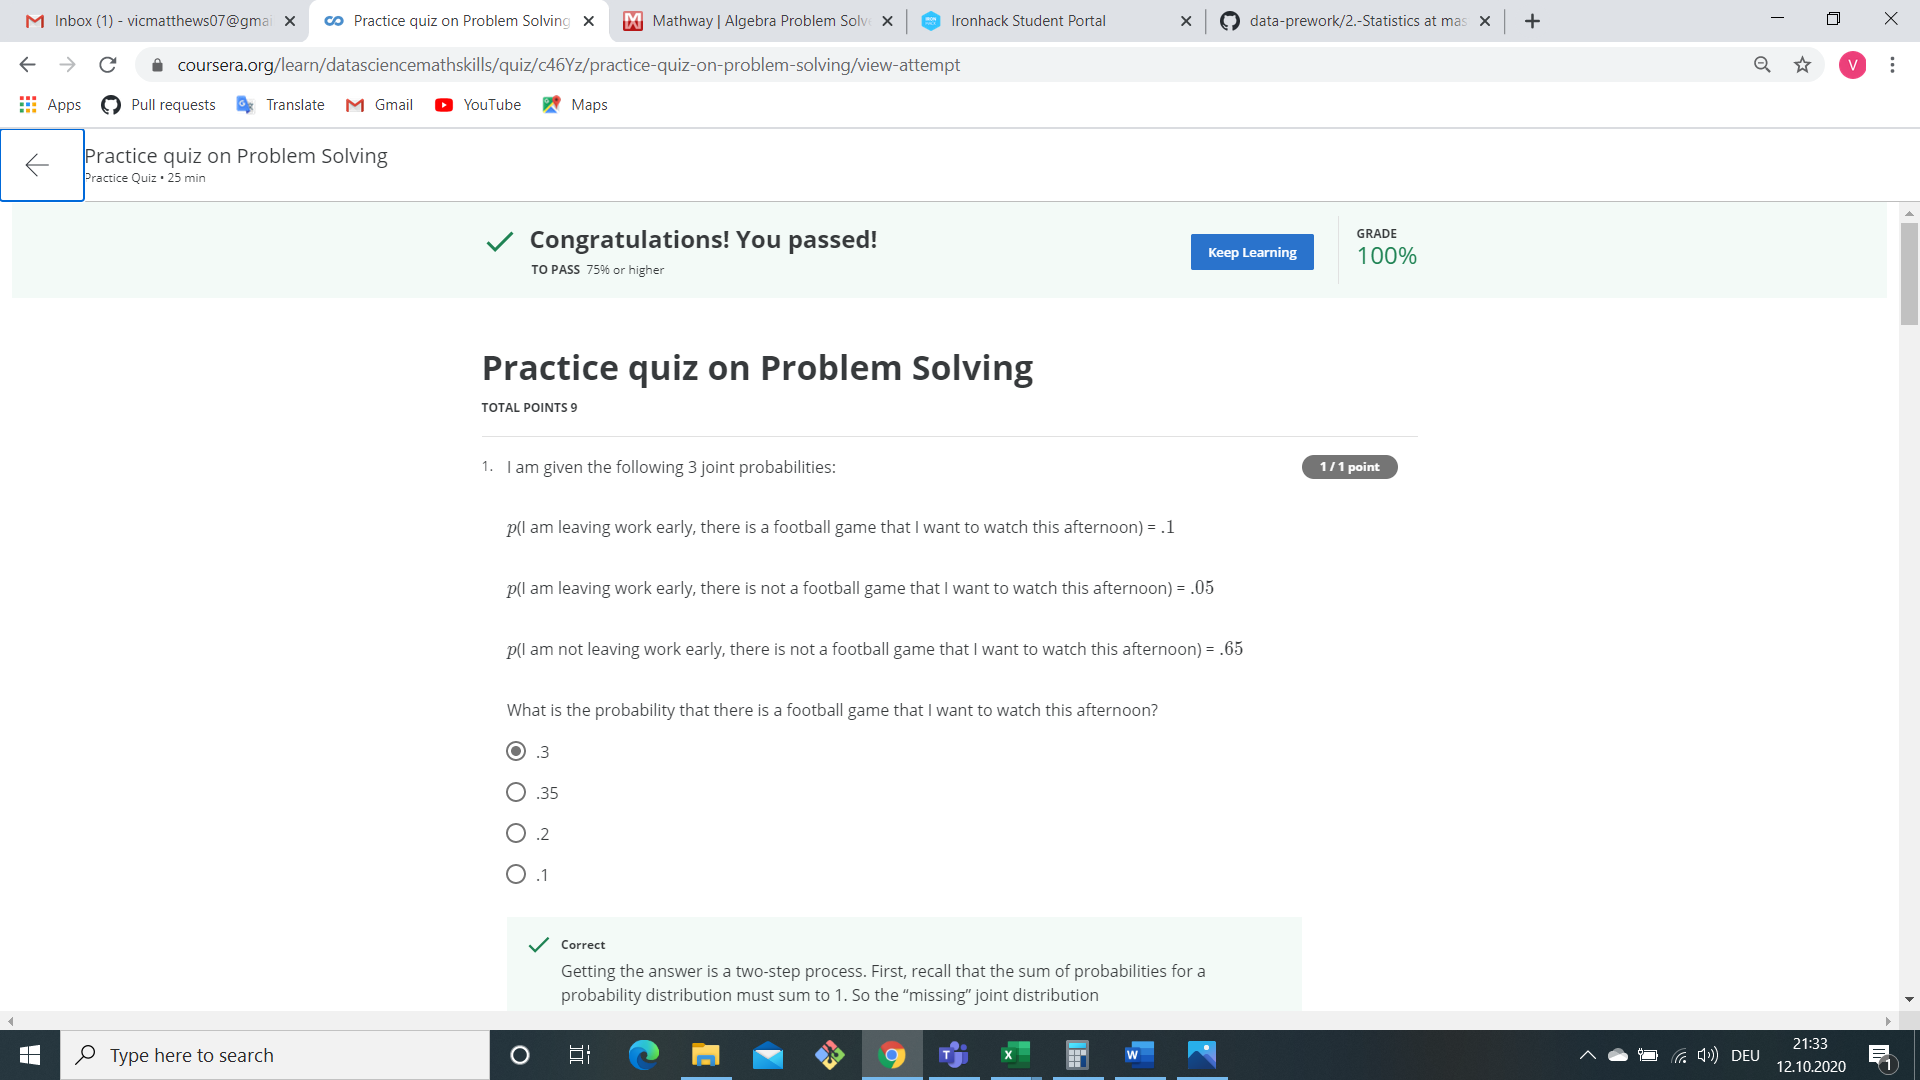 Inbox (1) - vicmatthews07@gmai
Practice quiz on Problem Solving
Mathway | Algebra Problem Solve
Ironhack Student Portal
data-prework/2.-Statistics at mas
coursera.org/learn/datasciencemathskills/quiz/c46Yz/practice-quiz-on-problem-solving/view-attempt
V
Apps
Pull requests
Translate
Gmail
YouTube
Maps
Practice quiz on Problem Solving
Practice Quiz • 25 min
Congratulations! You passed!
TO PASS 75% or higher
Keep Learning
GRADE
100%
Practice quiz on Problem Solving
TOTAL POINTS 9
1. I am given the following 3 joint probabilities:
1 / 1 point
p(I am leaving work early, there is a football game that I want to watch this afternoon) = .1
p(I am leaving work early, there is not a football game that I want to watch this afternoon) = .05
p(I am not leaving work early, there is not a football game that I want to watch this afternoon) = .65
What is the probability that there is a football game that I want to watch this afternoon?
.3
.35
.2
.1
Correct
Getting the answer is a two-step process. First, recall that the sum of probabilities for a
probability distribution must sum to 1. So the “missing” joint distribution
Type here to search
DEU
21:33
12.10.2020
1